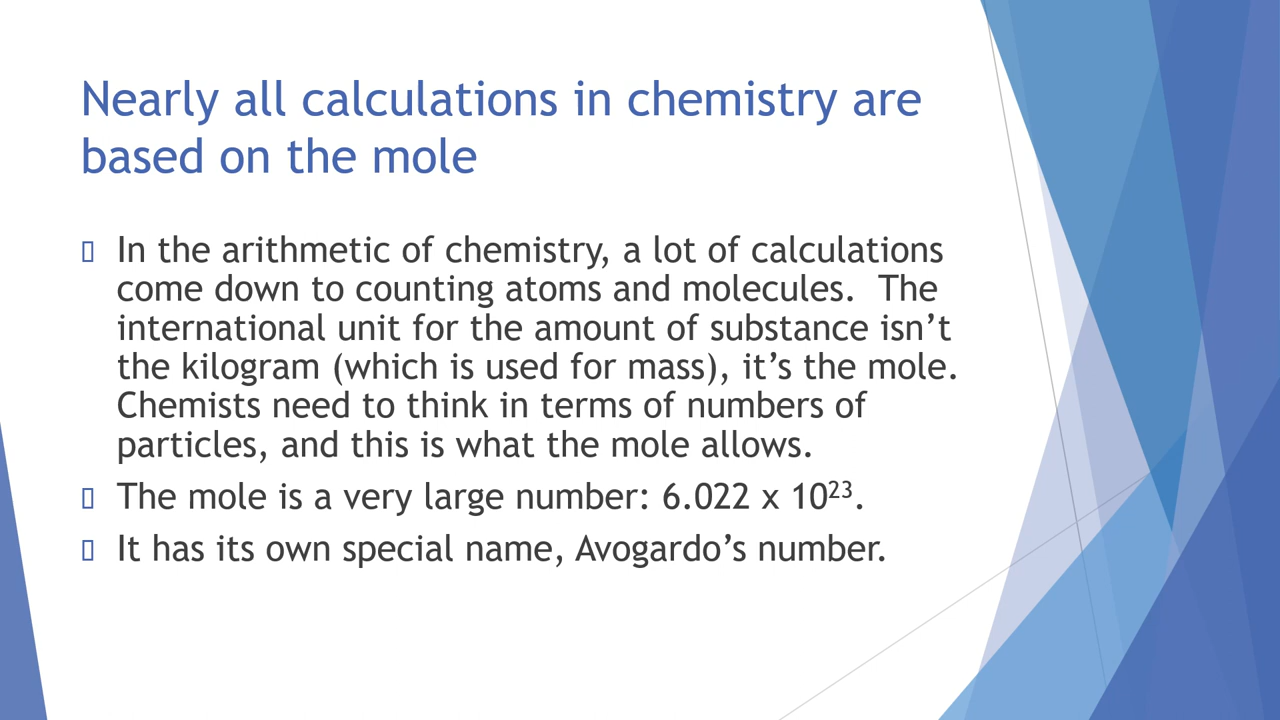 Nearly all calculations in chemistry are
based on the mole
In the arithmetic of chemistry, a lot of calculations
come down to counting atoms and molecules.  The
international unit for the amount of substance isn’t
the kilogram (which is used for mass), it’s the mole.
Chemists need to think in terms of numbers of
particles, and this is what the mole allows.
The mole is a very large number: 6.022 x 10²³.
It has its own special name, Avogardo’s number.